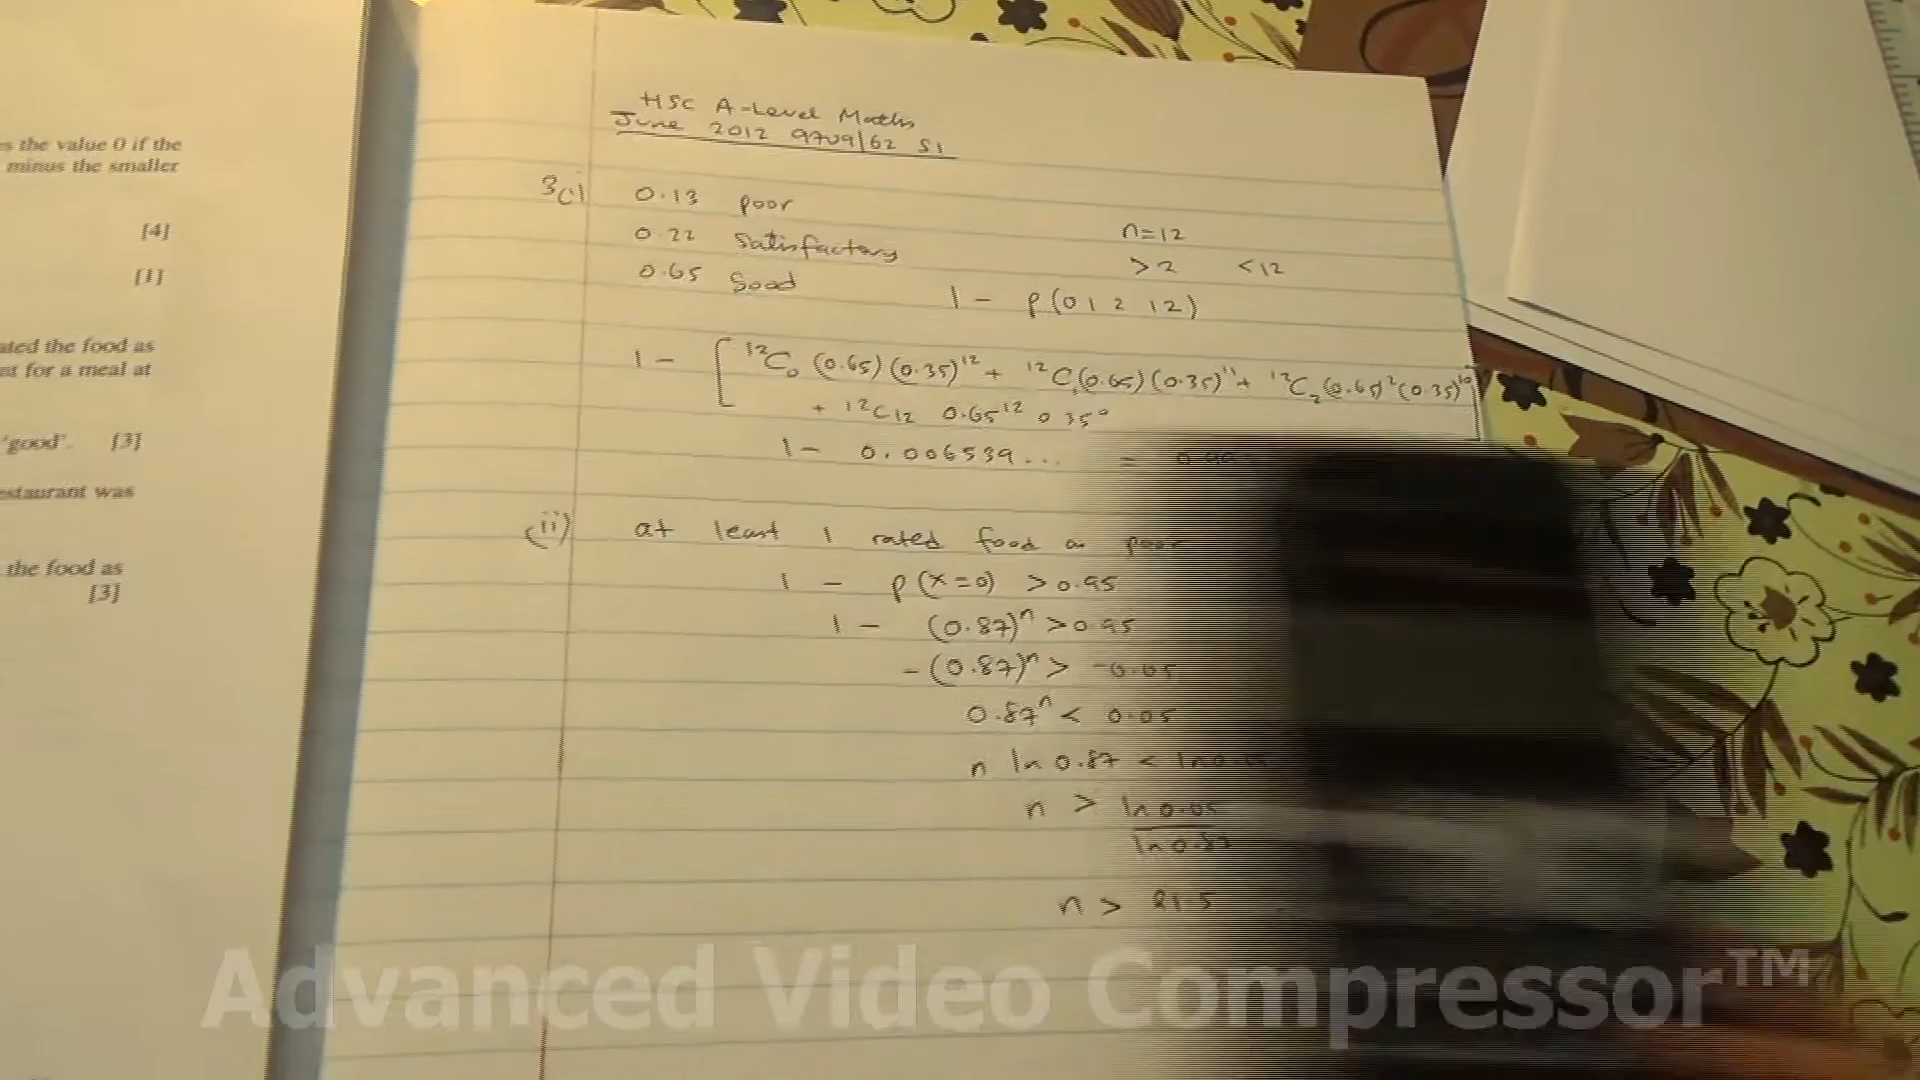 es the value 0 if the
minus the smaller
[4]
[1]
ated the food as
nt for a meal at
'good'. [3]
estaurant was
the food as
[3]
HSC A-Level Maths
June 2012 9709/62 S1
3(i) 0.13 poor
0.22 satisfactory
0.65 Good
n=12
>2 <12
1 - P(0 1 2 12)
1 - [ ¹²C₀ (0.65)(0.35)¹² + ¹²C₁(0.65)(0.35)¹¹ + ¹²C₂(0.65)²(0.35)¹⁰
+ ¹²C12 0.65¹² 0.35⁰ ]
1 - 0.006539... =
(ii) at least 1 rated food as poor
1 - P(x=0) >0.95
1 - (0.87)ⁿ >0.95
-(0.87)ⁿ > -0.05
0.87ⁿ < 0.05
n ln 0.87 <
n > ln 0.05
ln 0.87
n > 21.5
Advanced Video Compressor™